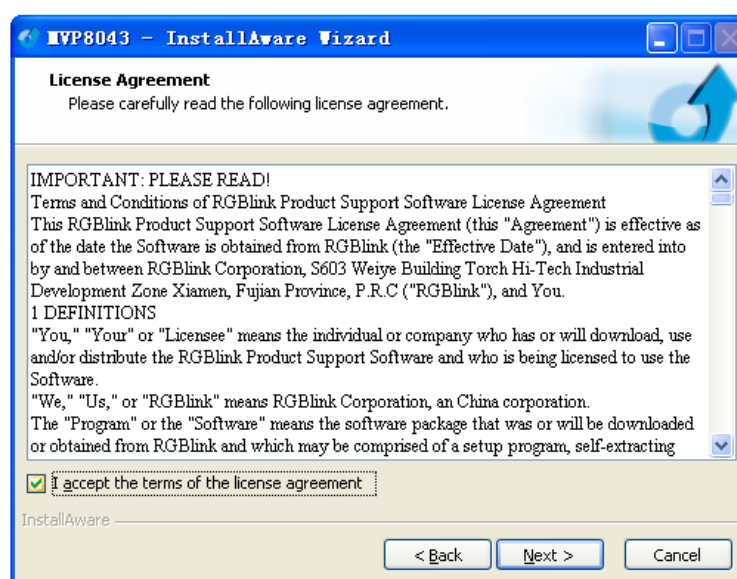 MVP8043 - InstallAware Wizard
License Agreement
Please carefully read the following license agreement.
IMPORTANT: PLEASE READ!
Terms and Conditions of RGBlink Product Support Software License Agreement
This RGBlink Product Support Software License Agreement (this "Agreement") is effective as
of the date the Software is obtained from RGBlink (the "Effective Date"), and is entered into
by and between RGBlink Corporation, S603 Weiye Building Torch Hi-Tech Industrial
Development Zone Xiamen, Fujian Province, P.R.C ("RGBlink"), and You.
1 DEFINITIONS
"You," "Your" or "Licensee" means the individual or company who has or will download, use
and/or distribute the RGBlink Product Support Software and who is being licensed to use the
Software.
"We," "Us," or "RGBlink" means RGBlink Corporation, an China corporation.
The "Program" or the "Software" means the software package that was or will be downloaded
or obtained from RGBlink and which may be comprised of a setup program, self-extracting
I accept the terms of the license agreement
InstallAware
< Back
Next >
Cancel